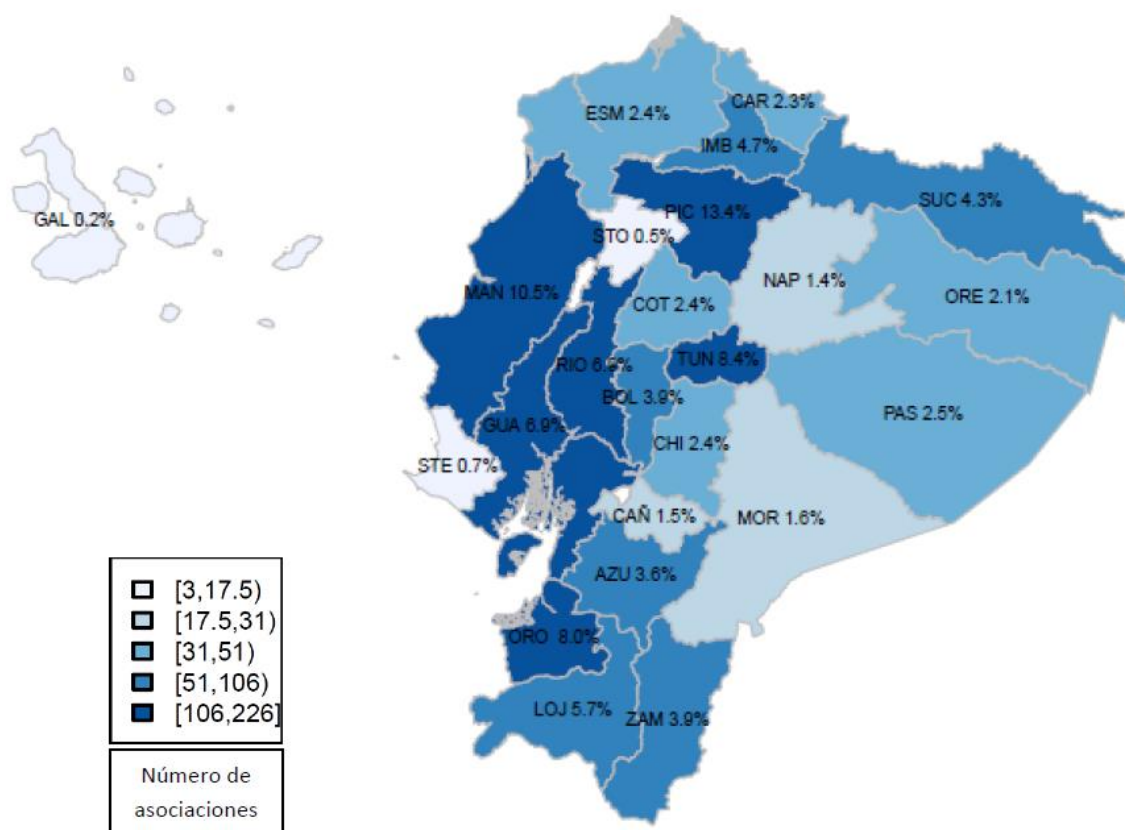 CAR 2.3%
ESM 2.4%
IMB 4.7%
SUC 4.3%
PIC 13.4%
GAL 0.2%
STO 0.5%
NAP 1.4%
MAN 10.5%
COT 2.4%
ORE 2.1%
RIO 6.9%
TUN 8.4%
BOL 3.9%
PAS 2.5%
GUA 6.9%
CHI 2.4%
STE 0.7%
CAÑ 1.5%
MOR 1.6%
AZU 3.6%
ORO 8.0%
LOJ 5.7%
ZAM 3.9%
[3,17.5)
[17.5,31)
[31,51)
[51,106)
[106,226]
Número de
asociaciones